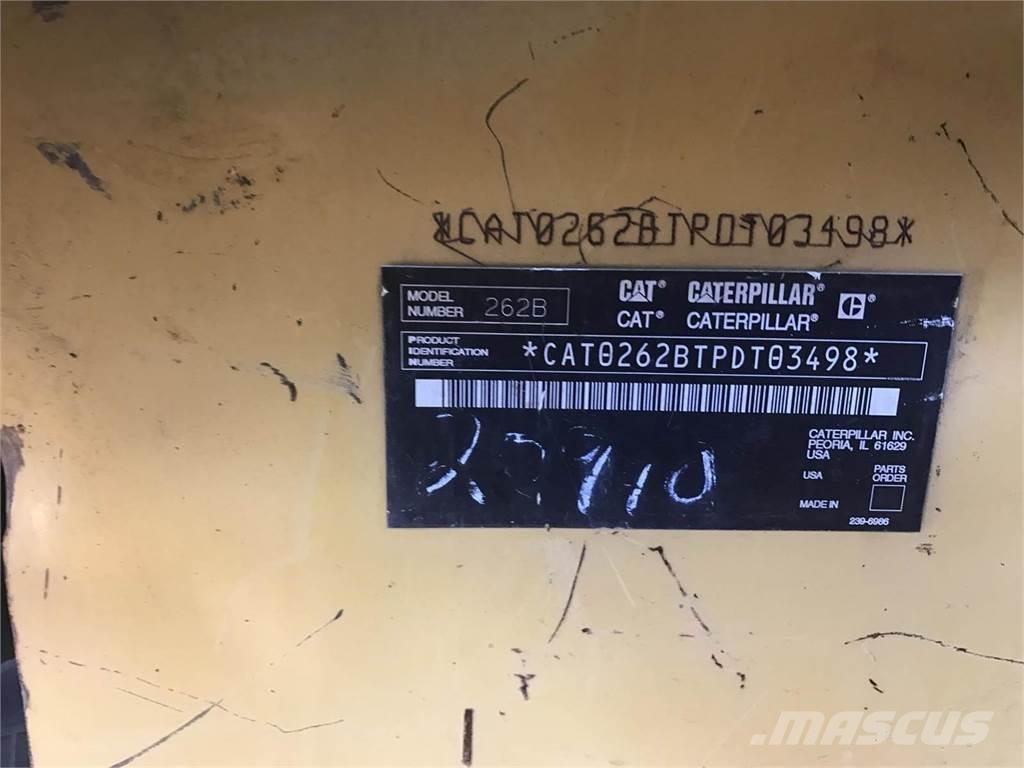 *CAT0262BTPDT03498*
MODEL NUMBER 262B
CAT® CATERPILLAR® C®
CAT® CATERPILLAR®
PRODUCT IDENTIFICATION NUMBER *CAT0262BTPDT03498*
CATERPILLAR INC.
PEORIA, IL 61629
USA
USA
PARTS ORDER
MADE IN
239-6986
MASCUS